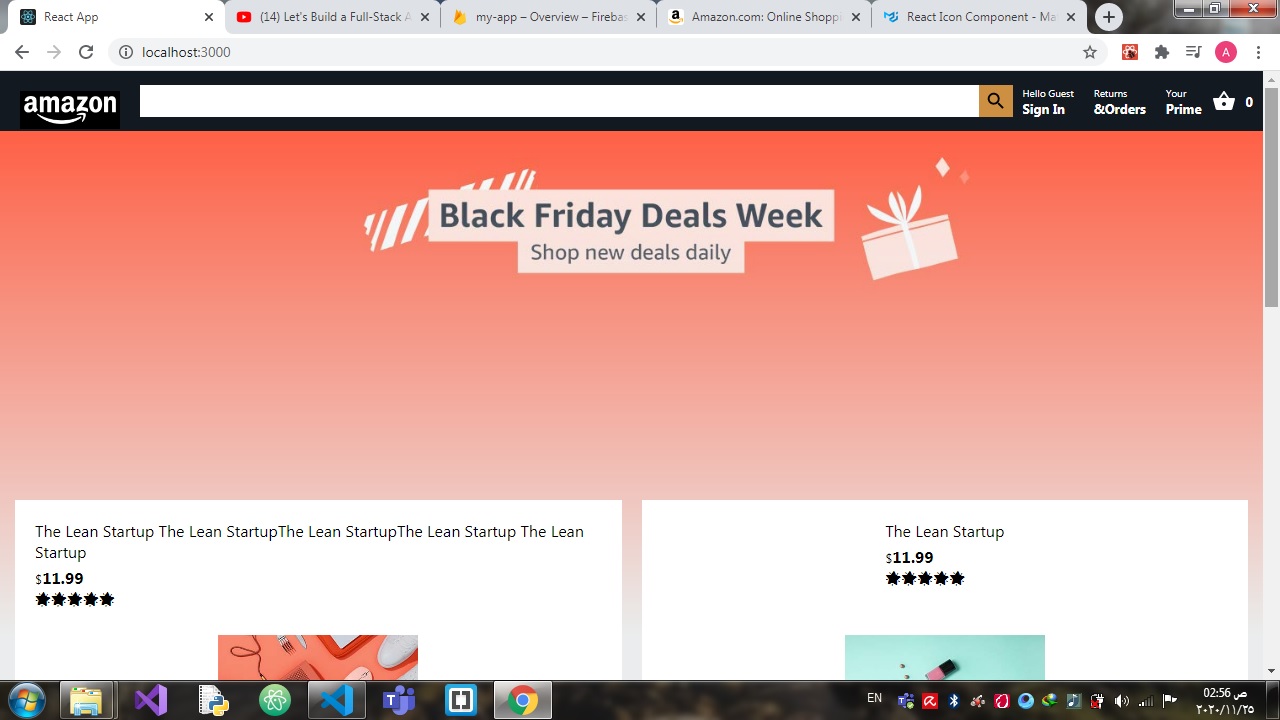 React App
(14) Let's Build a Full-Stack A
my-app – Overview – Firebas
Amazon.com: Online Shoppi
React Icon Component - Ma
localhost:3000
A
amazon
Hello Guest
Sign In
Returns
&Orders
Your
Prime
0
Black Friday Deals Week
Shop new deals daily
The Lean Startup The Lean StartupThe Lean StartupThe Lean Startup The Lean
Startup
$11.99
The Lean Startup
$11.99
EN
02:56 ص
٢٠٢٠/١١/٢٥